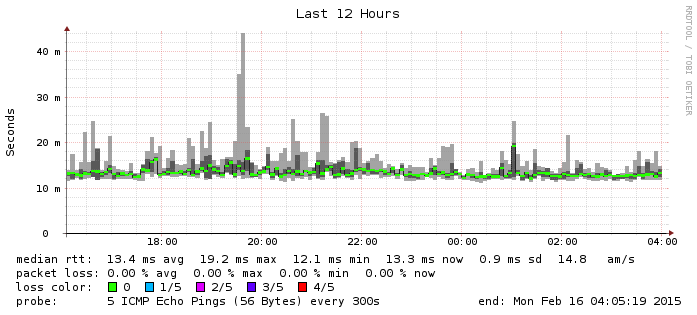 Last 12 Hours
RRDTOOL / TOBI OETIKER
Seconds
40 m
30 m
20 m
10 m
0
18:00 20:00 22:00 00:00 02:00 04:00
median rtt: 13.4 ms avg 19.2 ms max 12.1 ms min 13.3 ms now 0.9 ms sd 14.8 am/s
packet loss: 0.00 % avg 0.00 % max 0.00 % min 0.00 % now
loss color: 0 1/5 2/5 3/5 4/5
probe: 5 ICMP Echo Pings (56 Bytes) every 300s end: Mon Feb 16 04:05:19 2015